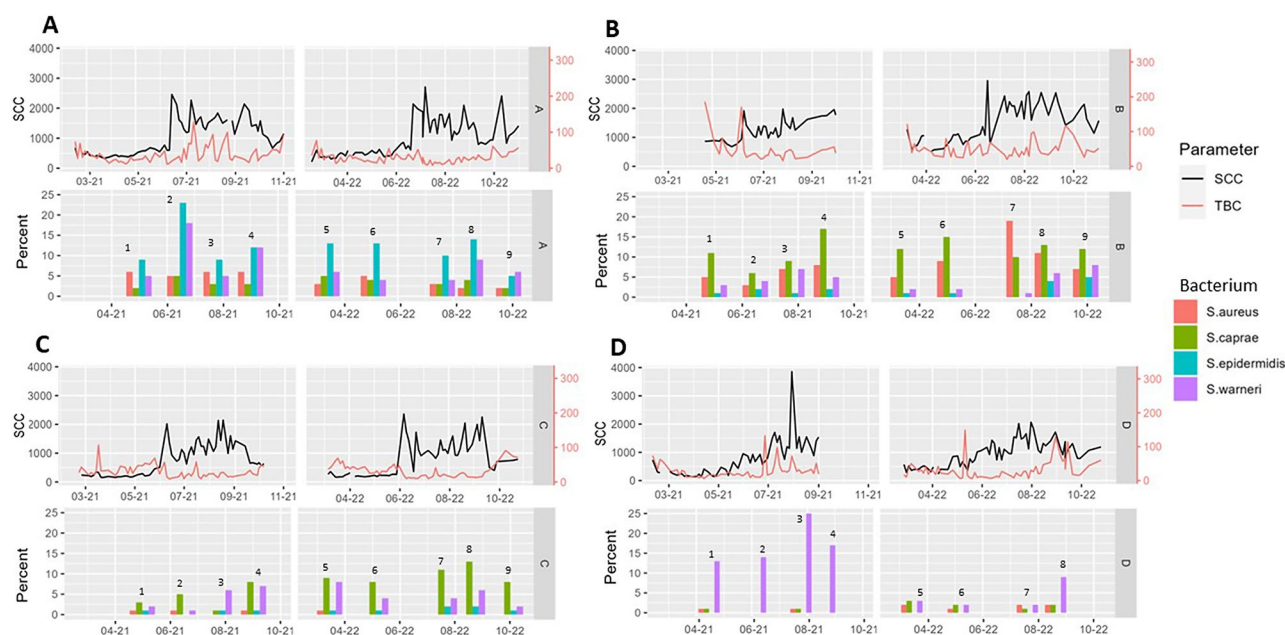 A
B
4000
3000
2000
1000
0
SCC
300
200
100
0
A
03-21 05-21 07-21 09-21 11-21 04-22 06-22 08-22 10-22
4000
3000
2000
1000
0
SCC
300
200
100
0
B
03-21 05-21 07-21 09-21 11-21 04-22 06-22 08-22 10-22
25
20
15
10
5
0
Percent
1 2 3 4 5 6 7 8 9
A
04-21 06-21 08-21 10-21 04-22 06-22 08-22 10-22
25
20
15
10
5
0
Percent
1 2 3 4 5 6 7 8 9
B
04-21 06-21 08-21 10-21 04-22 06-22 08-22 10-22
Parameter
SCC
TBC
Bacterium
S.aureus
S.caprae
S.epidermidis
S.warneri
C
D
4000
3000
2000
1000
0
SCC
300
200
100
0
C
03-21 05-21 07-21 09-21 11-21 04-22 06-22 08-22 10-22
4000
3000
2000
1000
0
SCC
300
200
100
0
D
03-21 05-21 07-21 09-21 11-21 04-22 06-22 08-22 10-22
25
20
15
10
5
0
Percent
1 2 3 4 5 6 7 8 9
C
04-21 06-21 08-21 10-21 04-22 06-22 08-22 10-22
25
20
15
10
5
0
Percent
1 2 3 4 5 6 7 8
D
04-21 06-21 08-21 10-21 04-22 06-22 08-22 10-22